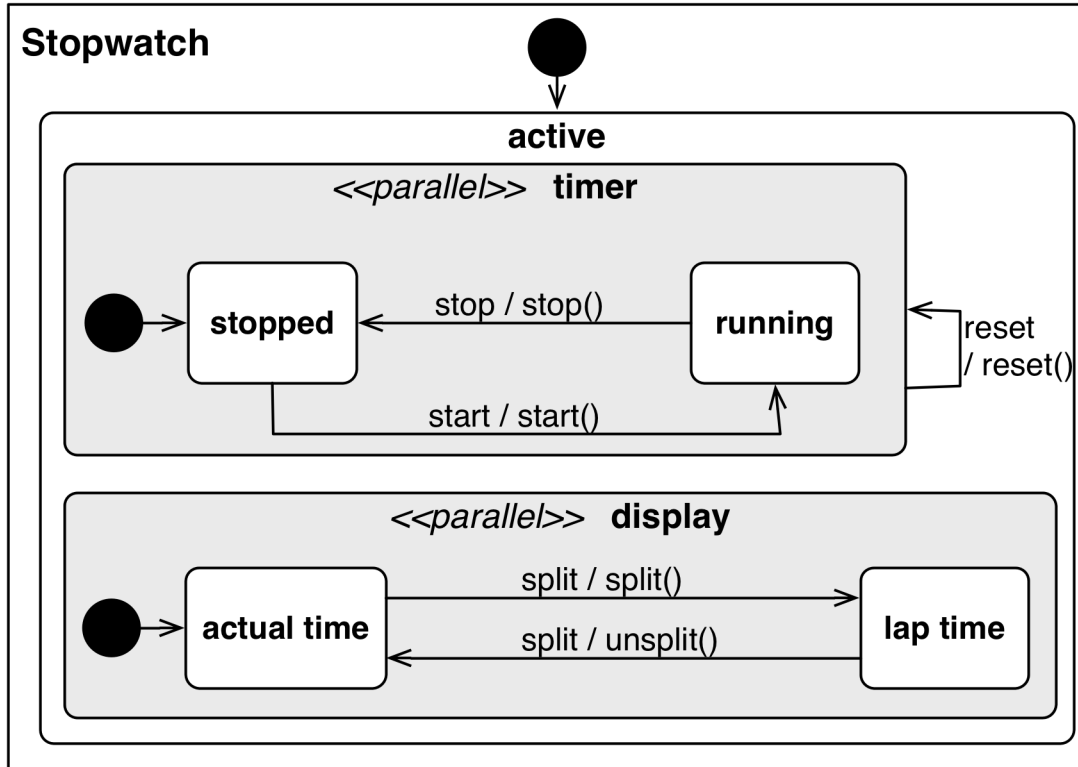 Stopwatch
active
<<parallel>> timer
stopped
stop / stop()
running
reset
/ reset()
start / start()
<<parallel>> display
actual time
split / split()
split / unsplit()
lap time